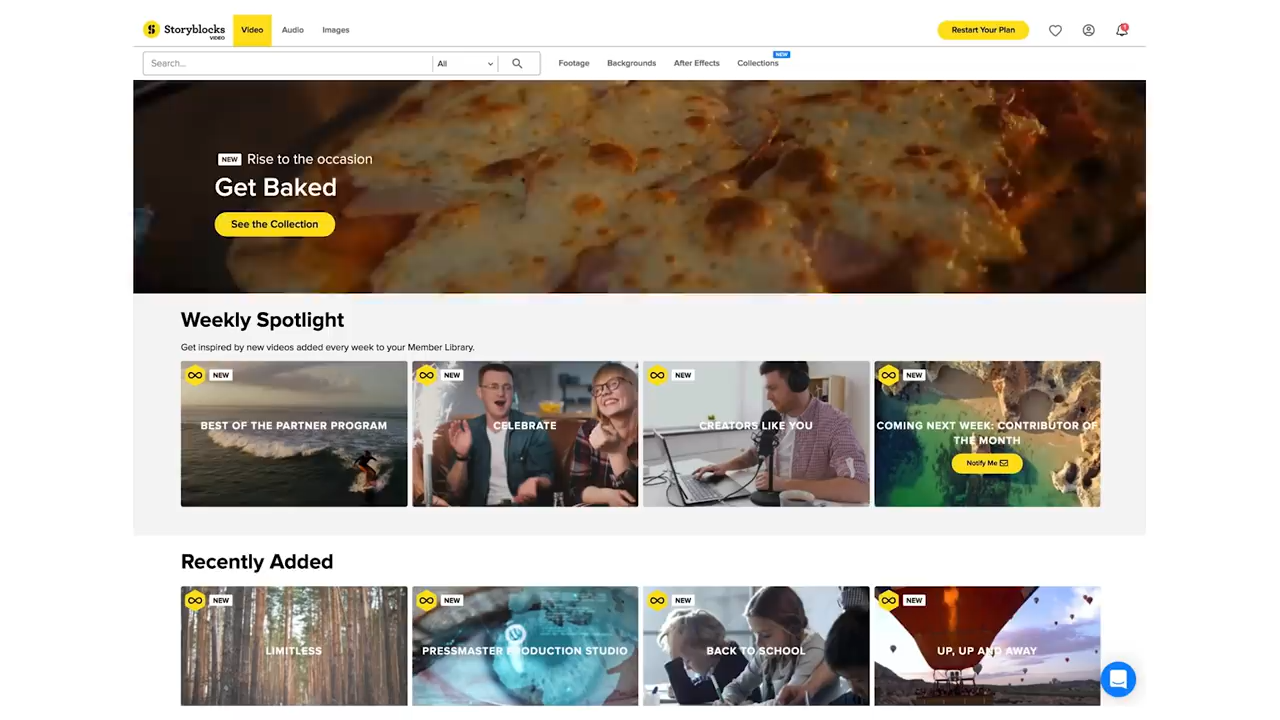 Storyblocks
VIDEO
Video
Audio
Images
Restart Your Plan
Search...
All
Footage
Backgrounds
After Effects
Collections
NEW
NEW Rise to the occasion
Get Baked
See the Collection
Weekly Spotlight
Get inspired by new videos added every week to your Member Library.
NEW
BEST OF THE PARTNER PROGRAM
NEW
CELEBRATE
NEW
CREATORS LIKE YOU
NEW
COMING NEXT WEEK: CONTRIBUTOR OF
THE MONTH
Notify Me
Recently Added
NEW
LIMITLESS
NEW
PRESSMASTER PRODUCTION STUDIO
NEW
BACK TO SCHOOL
NEW
UP, UP AND AWAY